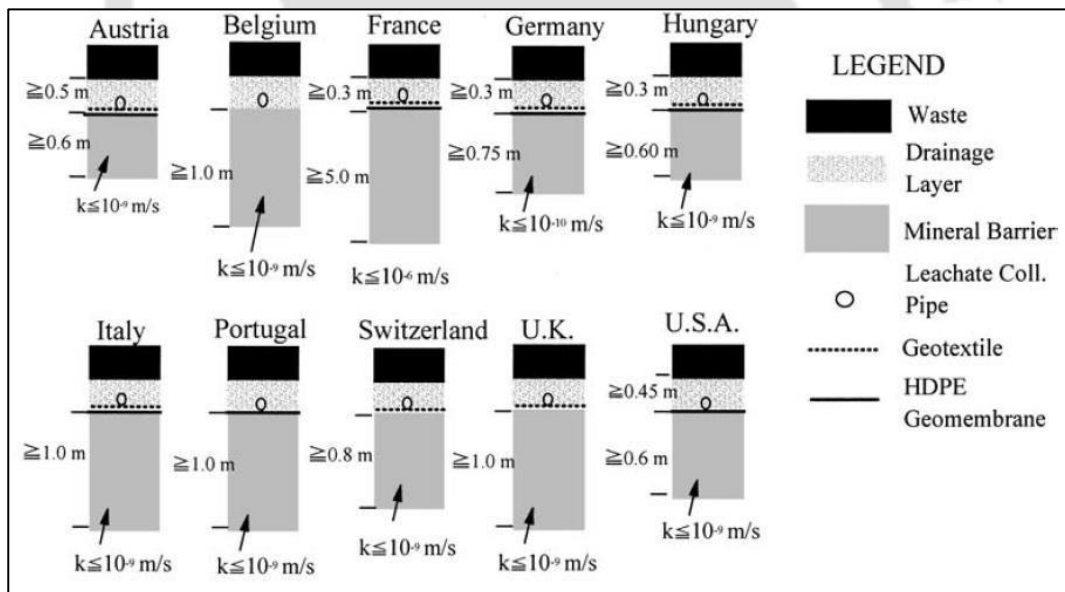 Austria
Belgium
France
Germany
Hungary
≧0.5 m
≧0.6 m
k≦10-9 m/s
≧1.0 m
k≦10-9 m/s
≧0.3 m
≧5.0 m
k≦10-6 m/s
≧0.3 m
≧0.75 m
k≦10-10 m/s
≧0.3 m
≧0.60 m
k≦10-9 m/s
Italy
Portugal
Switzerland
U.K.
U.S.A.
≧1.0 m
k≦10-9 m/s
≧1.0 m
k≦10-9 m/s
≧0.8 m
k≦10-9 m/s
≧1.0 m
k≦10-9 m/s
≧0.45 m
≧0.6 m
k≦10-9 m/s
LEGEND
Waste
Drainage
Layer
Mineral Barrier
Leachate Coll.
Pipe
Geotextile
HDPE
Geomembrane